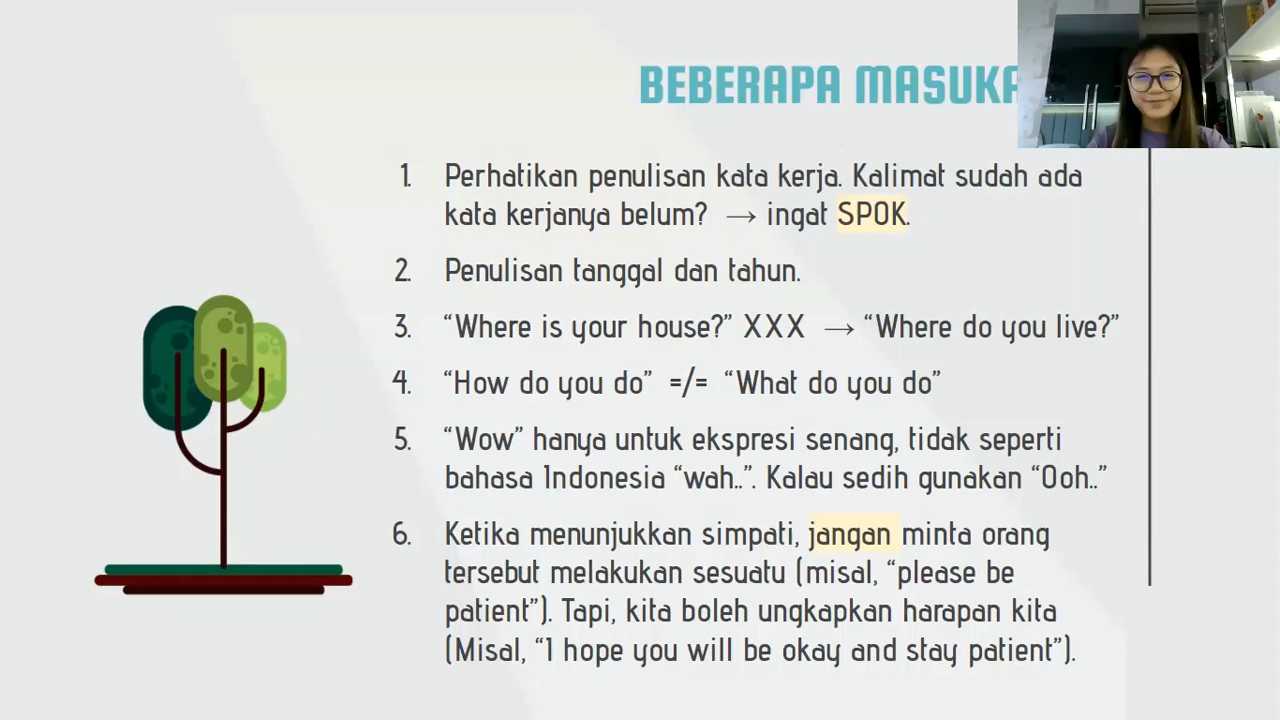 BEBERAPA MASUKA
1. Perhatikan penulisan kata kerja. Kalimat sudah ada
kata kerjanya belum? → ingat SPOK.
2. Penulisan tanggal dan tahun.
3. “Where is your house?” XXX → “Where do you live?”
4. “How do you do” =/= “What do you do”
5. “Wow” hanya untuk ekspresi senang, tidak seperti
bahasa Indonesia “wah..”. Kalau sedih gunakan “Ooh..”
6. Ketika menunjukkan simpati, jangan minta orang
tersebut melakukan sesuatu (misal, “please be
patient”). Tapi, kita boleh ungkapkan harapan kita
(Misal, “I hope you will be okay and stay patient”).